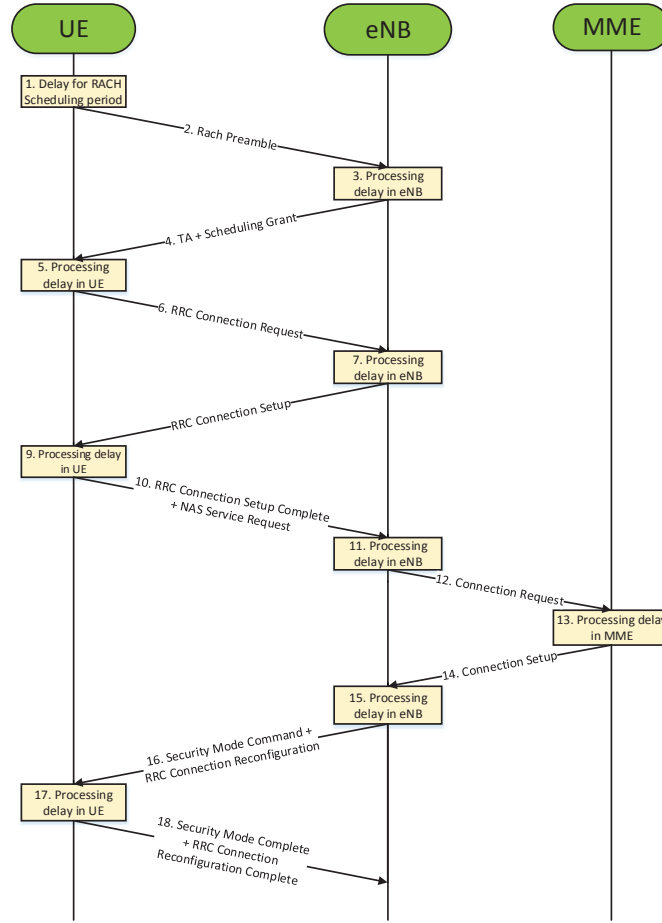 UE
eNB
MME
1. Delay for RACH
Scheduling period
2. Rach Preamble
3. Processing
delay in eNB
4. TA + Scheduling Grant
5. Processing
delay in UE
6. RRC Connection Request
7. Processing
delay in eNB
RRC Connection Setup
9. Processing delay
in UE
10. RRC Connection Setup Complete
+ NAS Service Request
11. Processing
delay in eNB
12. Connection Request
13. Processing delay
in MME
14. Connection Setup
15. Processing
delay in eNB
16. Security Mode Command +
RRC Connection Reconfiguration
17. Processing
delay in UE
18. Security Mode Complete
+ RRC Connection
Reconfiguration Complete